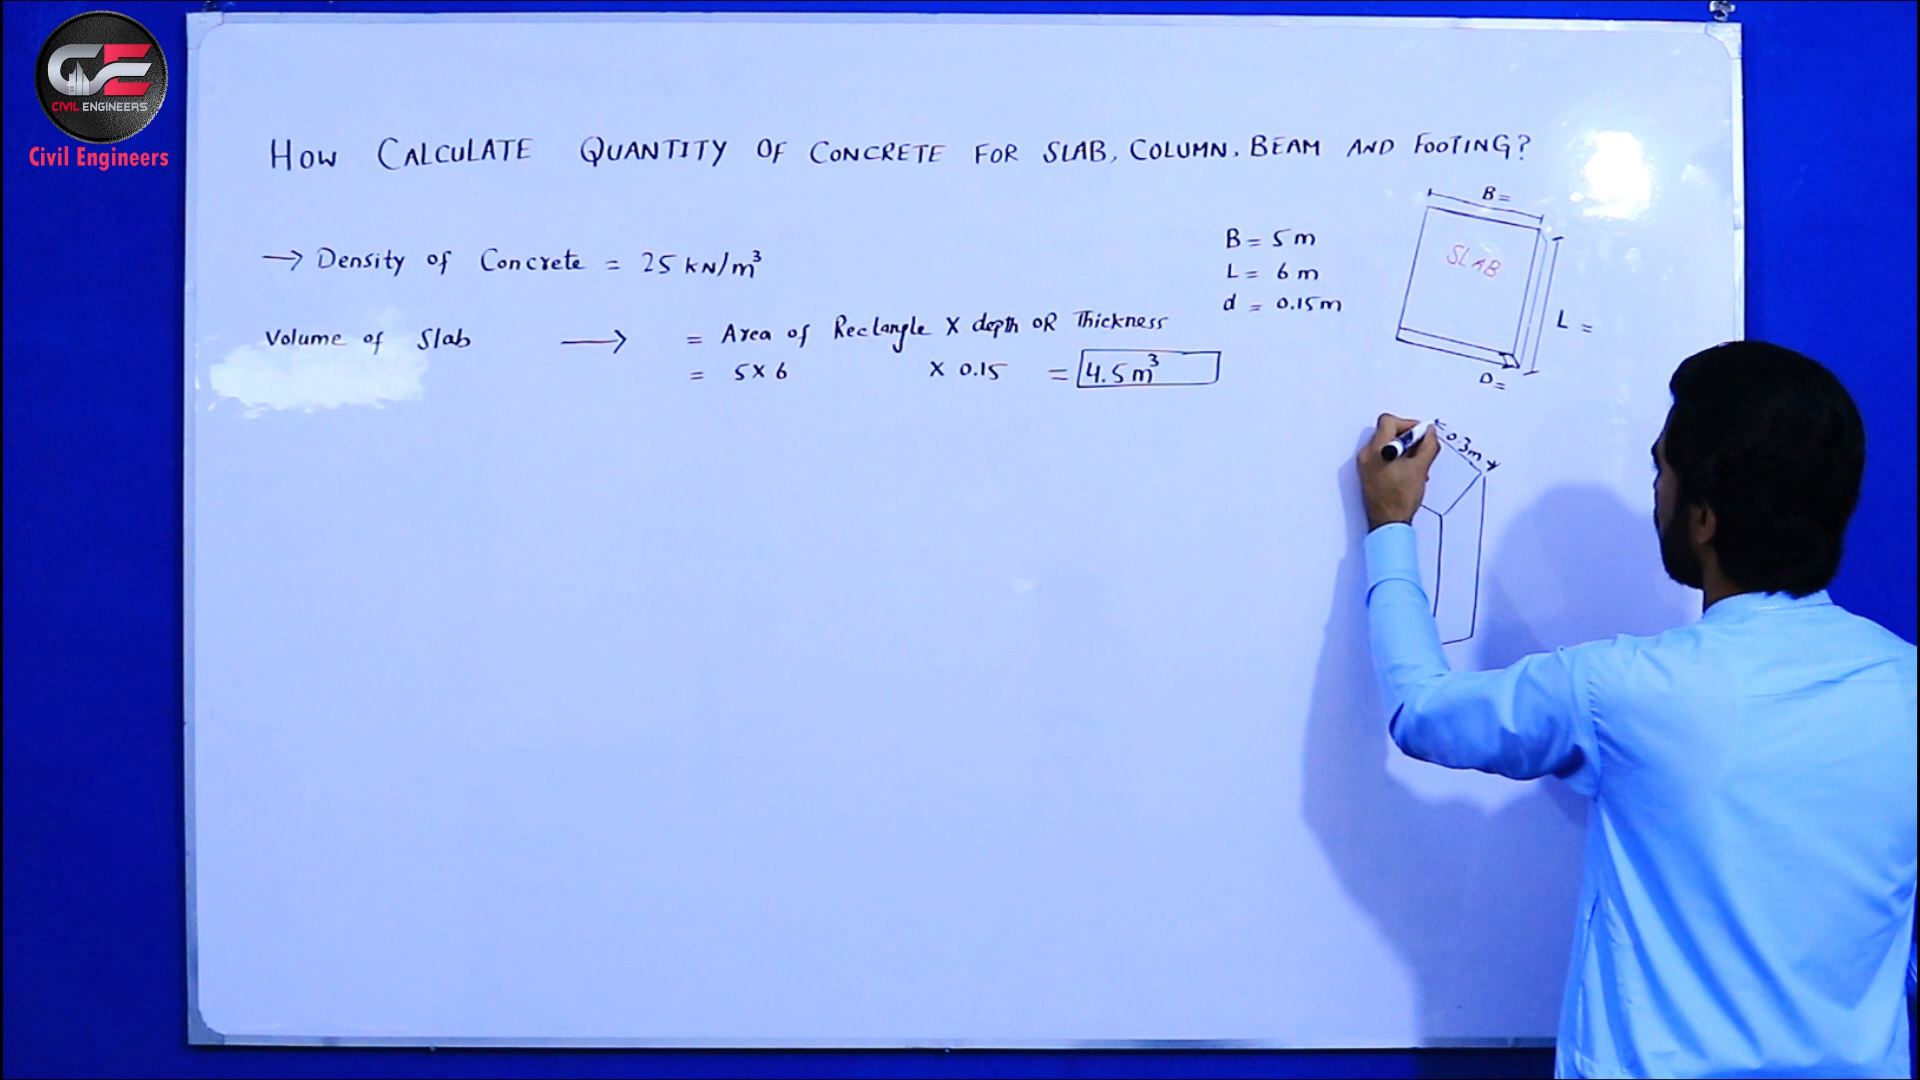 GE
CIVIL ENGINEERS
Civil Engineers
HOW CALCULATE QUANTITY OF CONCRETE FOR SLAB, COLUMN, BEAM AND FOOTING?
→ Density of Concrete = 25 kN/m³
Volume of Slab → = Area of Rectangle X depth OR Thickness
= 5 X 6 X 0.15 = 4.5 m³
B = 5 m
L = 6 m
d = 0.15 m
B =
SLAB
L =
D =
0.3m